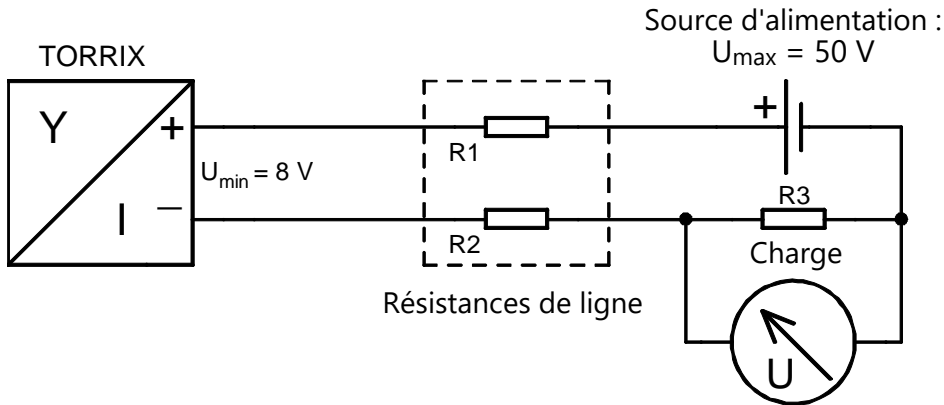 Source d'alimentation :
Umax = 50 V
TORRIX
Y
+
+
R1
Umin = 8 V
I
–
R2
R3
Charge
Résistances de ligne
U